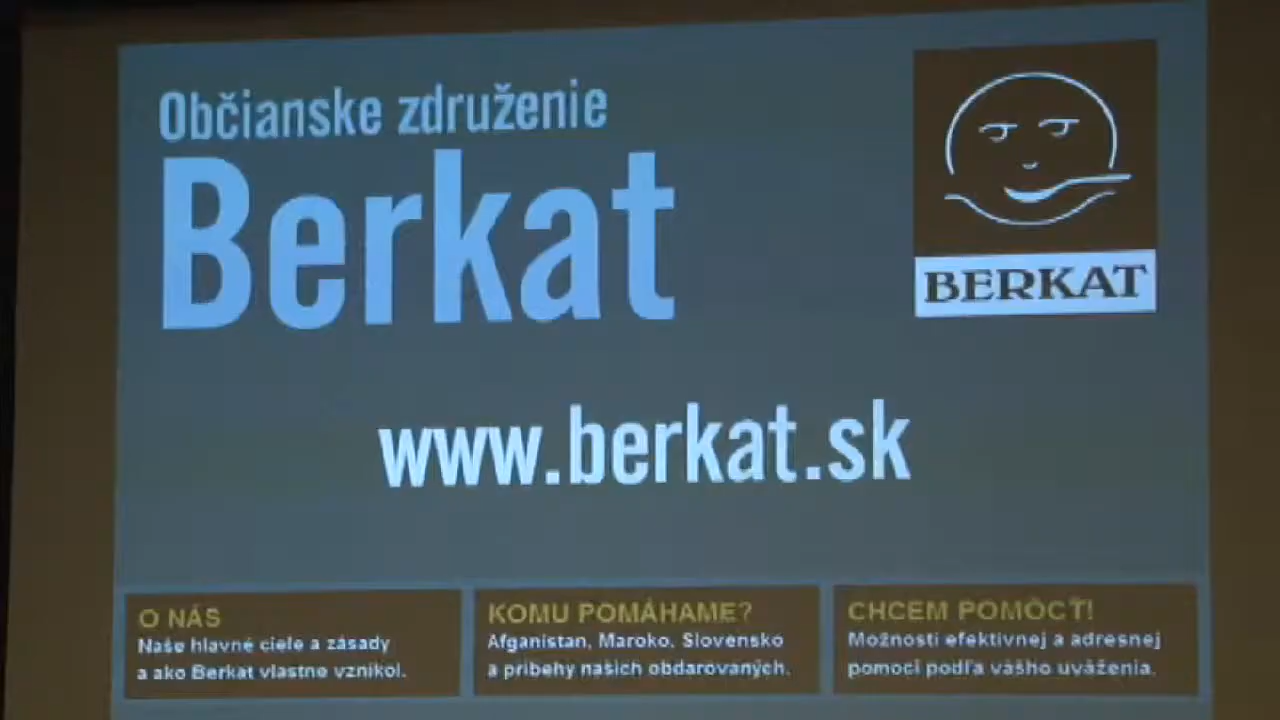 Občianske združenie
Berkat
BERKAT
www.berkat.sk
O NÁS
Naše hlavné ciele a zásady
a ako Berkat vlastne vznikol.
KOMU POMÁHAME?
Afganistan, Maroko, Slovensko
a príbehy našich obdarovaných.
CHCEM POMÔCŤ!
Možnosti efektívnej a adresnej
pomoci podľa vášho uváženia.